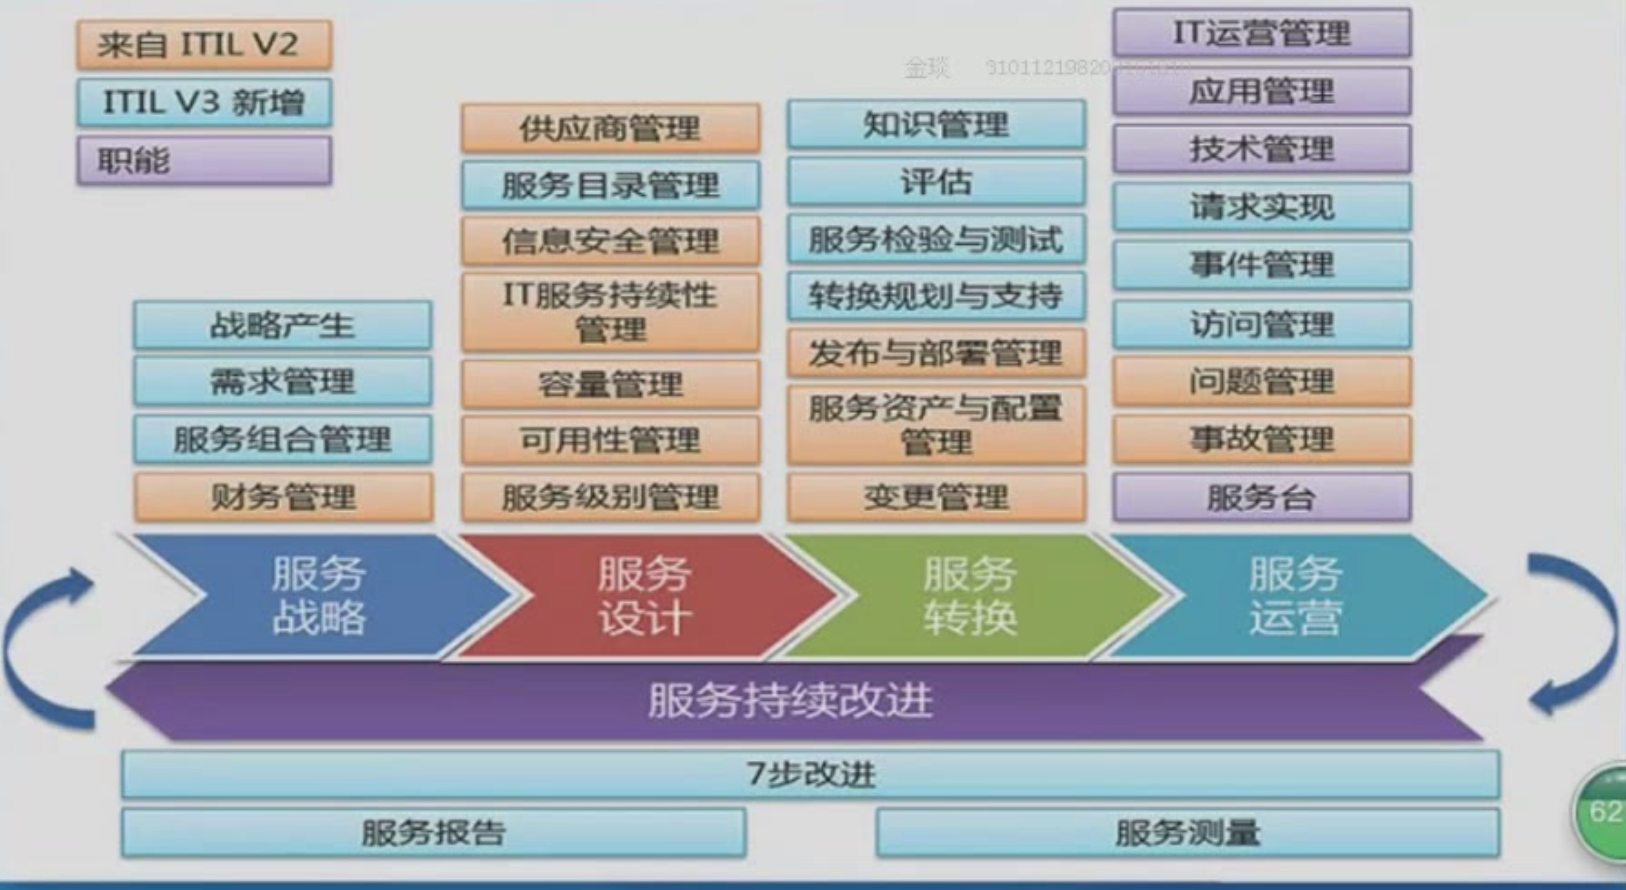 来自 ITIL V2
ITIL V3 新增
职能
战略产生
需求管理
服务组合管理
财务管理
供应商管理
服务目录管理
信息安全管理
IT服务持续性
管理
容量管理
可用性管理
服务级别管理
知识管理
评估
服务检验与测试
转换规划与支持
发布与部署管理
服务资产与配置
管理
变更管理
IT运营管理
应用管理
技术管理
请求实现
事件管理
访问管理
问题管理
事故管理
服务台
服务
战略
服务
设计
服务
转换
服务
运营
服务持续改进
7步改进
服务报告
服务测量
62
金琰